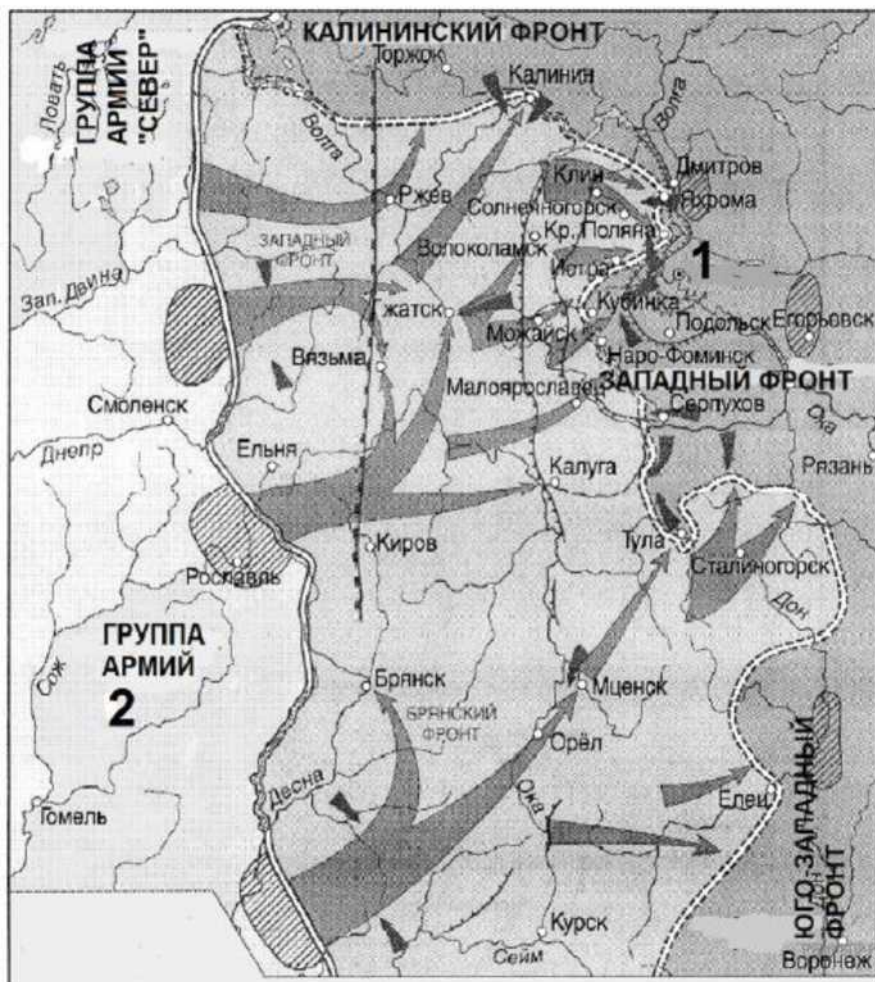 КАЛИНИНСКИЙ ФРОНТ
Торжок
Калинин
Ловать
ГРУППА
АРМИЙ
"СЕВЕР"
Волга
Волга
Дмитров
Ржев
Клин
Яхрома
Солнечногорск
Кр. Поляна
ЗАПАДНЫЙ
ФРОНТ
Волоколамск
Истра
1
Зап. Двина
Гжатск
Кубинка
Можайск
Подольск
Егорьевск
Наро-Фоминск
Вязьма
Малоярославец
ЗАПАДНЫЙ ФРОНТ
Смоленск
Серпухов
Ока
Днепр
Ельня
Калуга
Рязань
Киров
Тула
Рославль
Сталиногорск
Дон
ГРУППА
АРМИЙ
2
Сож
Брянск
Мценск
БРЯНСКИЙ
ФРОНТ
Орёл
Десна
Ока
Елец
Гомель
ЮГО-ЗАПАДНЫЙ
ФРОНТ
Дон
Курск
Сейм
Воронеж